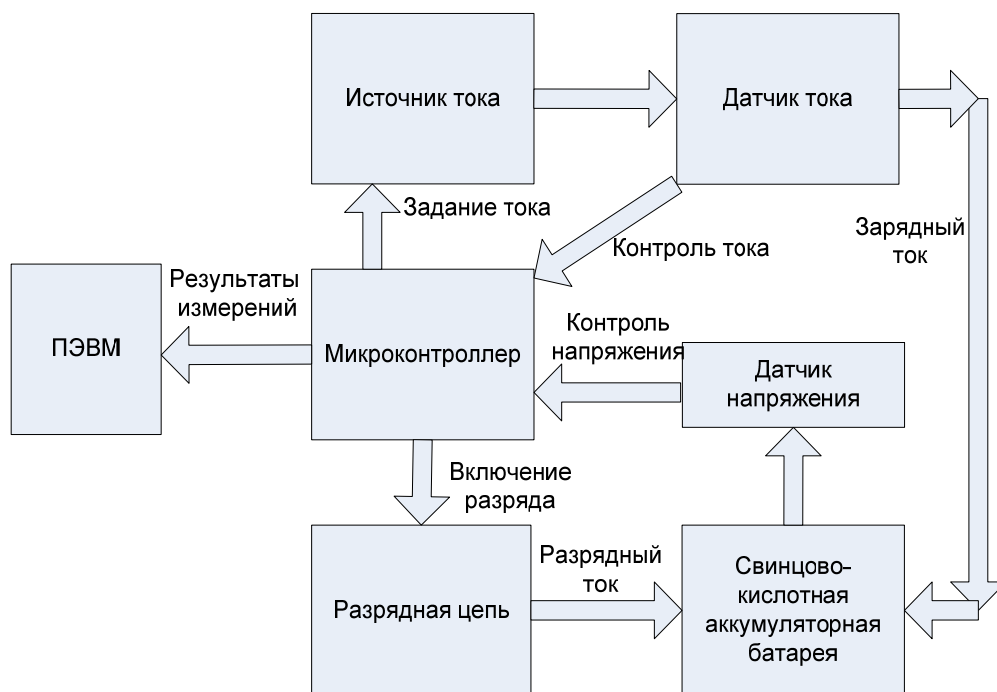 Источник тока
Датчик тока
Задание тока
Контроль тока
Зарядный
ток
Результаты
измерений
ПЭВМ
Микроконтроллер
Контроль
напряжения
Датчик
напряжения
Включение
разряда
Разрядная цепь
Разрядный
ток
Свинцово-
кислотная
аккумуляторная
батарея